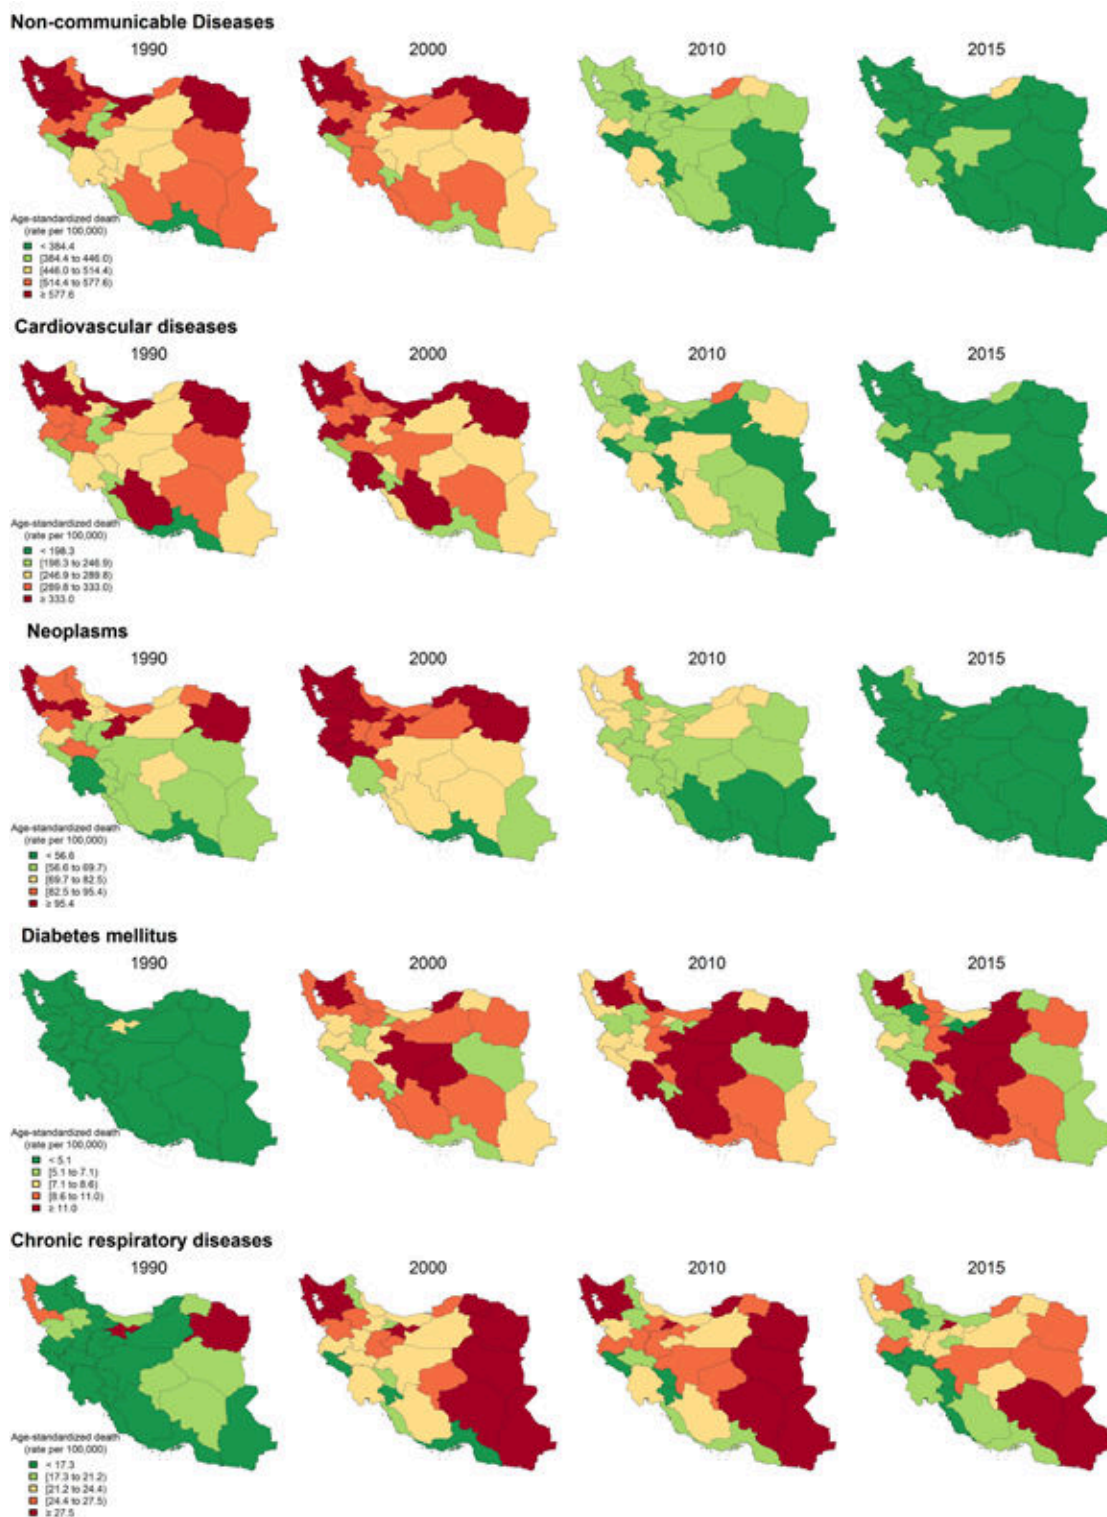 Non-communicable Diseases
1990 2000 2010 2015
Age-standardized death
(rate per 100,000)
< 384.4
[384.4 to 446.0)
[446.0 to 514.4)
[514.4 to 577.6)
≥ 577.6
Cardiovascular diseases
1990 2000 2010 2015
Age-standardized death
(rate per 100,000)
< 198.3
[198.3 to 246.9)
[246.9 to 289.8)
[289.8 to 333.0)
≥ 333.0
Neoplasms
1990 2000 2010 2015
Age-standardized death
(rate per 100,000)
< 56.6
[56.6 to 69.7)
[69.7 to 82.5)
[82.5 to 95.4)
≥ 95.4
Diabetes mellitus
1990 2000 2010 2015
Age-standardized death
(rate per 100,000)
< 5.1
[5.1 to 7.1)
[7.1 to 8.6)
[8.6 to 11.0)
≥ 11.0
Chronic respiratory diseases
1990 2000 2010 2015
Age-standardized death
(rate per 100,000)
< 17.3
[17.3 to 21.2)
[21.2 to 24.4)
[24.4 to 27.5)
≥ 27.5